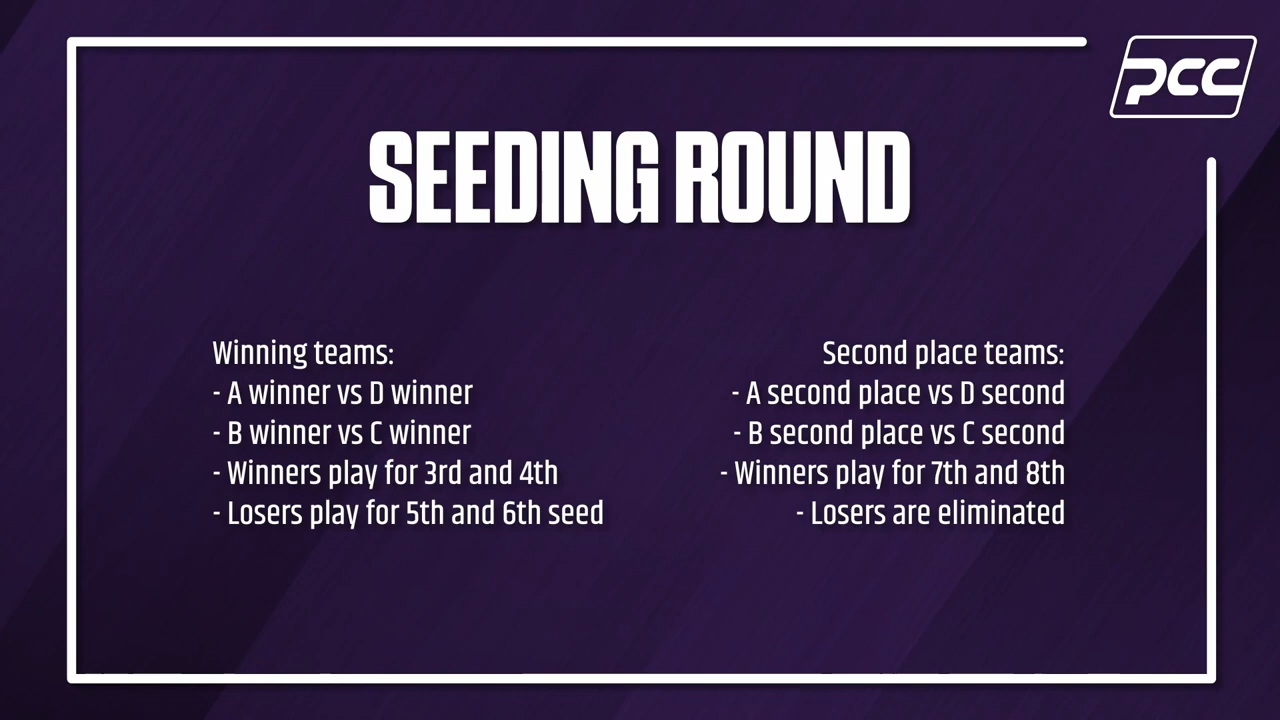 PCC
SEEDING ROUND
Winning teams:
- A winner vs D winner
- B winner vs C winner
- Winners play for 3rd and 4th
- Losers play for 5th and 6th seed
Second place teams:
- A second place vs D second
- B second place vs C second
- Winners play for 7th and 8th
- Losers are eliminated